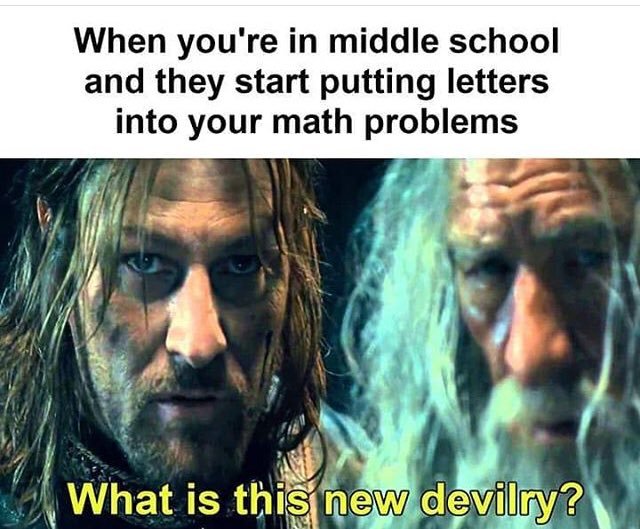 When you're in middle school
and they start putting letters
into your math problems
What is this new devilry?